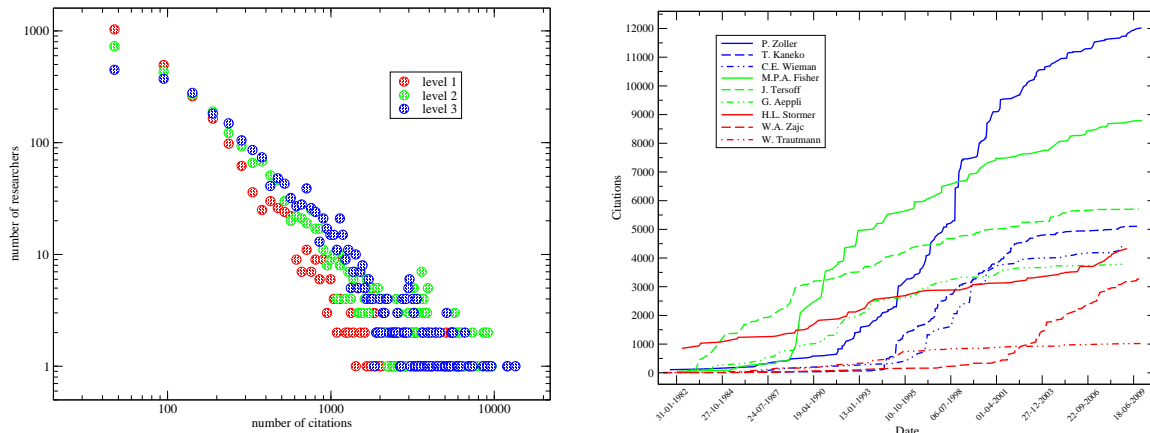 1000
100
10
1
100
1000
10000
number of researchers
number of citations
level 1
level 2
level 3
12000
11000
10000
9000
8000
7000
6000
5000
4000
3000
2000
1000
0
Citations
P. Zoller
T. Kaneko
C.E. Wieman
M.P.A. Fisher
J. Tersoff
G. Aeppli
H.L. Stormer
W.A. Zajc
W. Trautmann
31-01-1982
27-10-1984
24-07-1987
19-04-1990
13-01-1993
10-10-1995
06-07-1998
01-04-2001
27-12-2003
22-09-2006
18-06-2009
Date